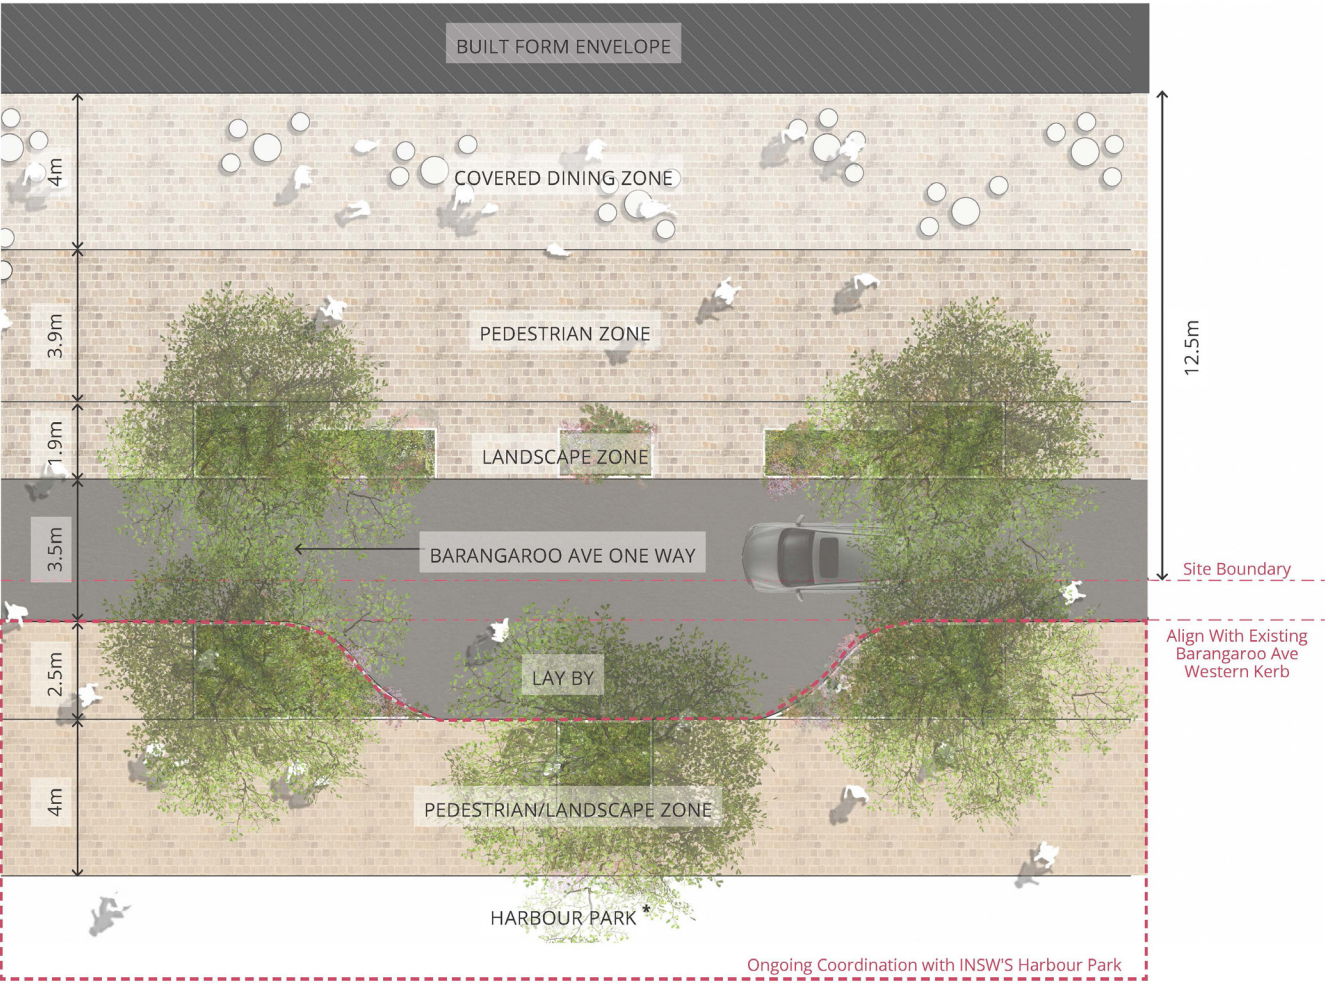 BUILT FORM ENVELOPE
4m
COVERED DINING ZONE
3.9m
PEDESTRIAN ZONE
12.5m
1.9m
LANDSCAPE ZONE
3.5m
BARANGAROO AVE ONE WAY
Site Boundary
Align With Existing
Barangaroo Ave
Western Kerb
2.5m
LAY BY
4m
PEDESTRIAN/LANDSCAPE ZONE
HARBOUR PARK *
Ongoing Coordination with INSW'S Harbour Park